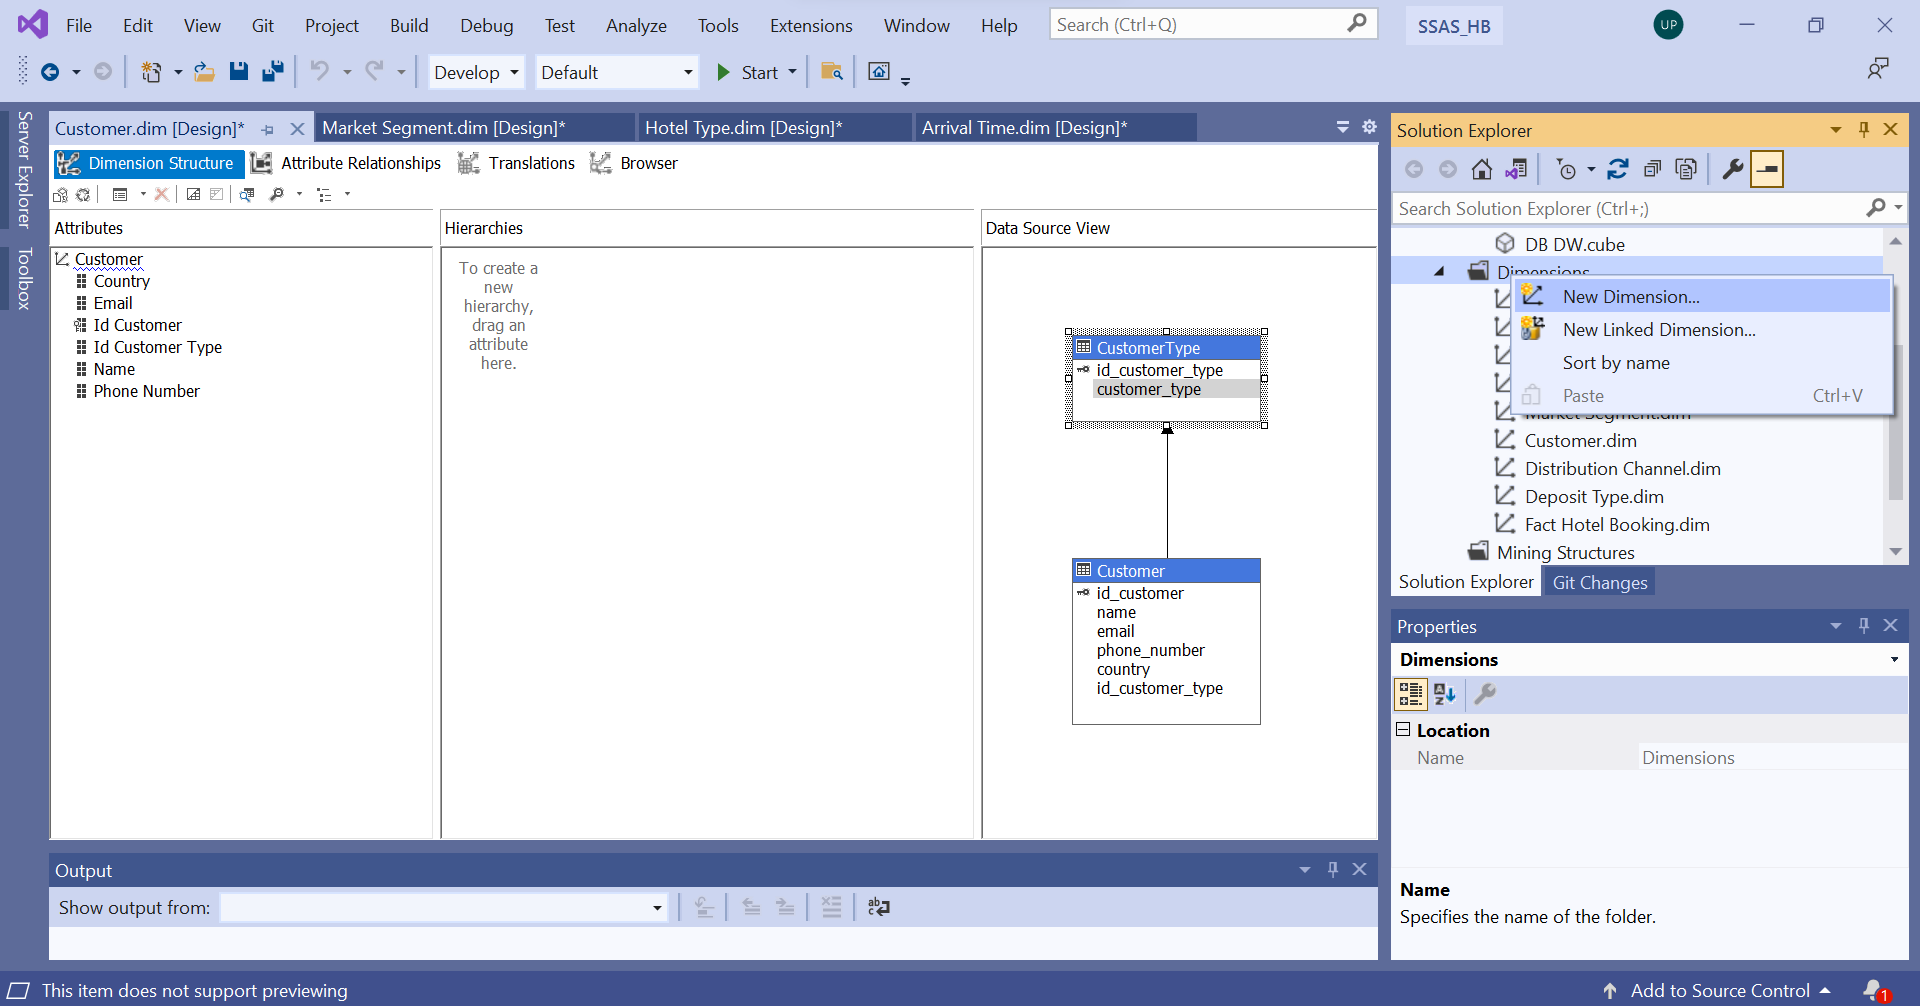 File Edit View Git Project Build Debug Test Analyze Tools Extensions Window Help Search (Ctrl+Q) SSAS_HB UP
Develop Default Start
Server Explorer
Toolbox
Customer.dim [Design]* Market Segment.dim [Design]* Hotel Type.dim [Design]* Arrival Time.dim [Design]*
Dimension Structure Attribute Relationships Translations Browser
Attributes
Customer
Country
Email
Id Customer
Id Customer Type
Name
Phone Number
Hierarchies
To create a
new
hierarchy,
drag an
attribute
here.
Data Source View
CustomerType
id_customer_type
customer_type
Customer
id_customer
name
email
phone_number
country
id_customer_type
Solution Explorer
Search Solution Explorer (Ctrl+;)
DB DW.cube
Dimensions
New Dimension...
New Linked Dimension...
Sort by name
Paste Ctrl+V
Market Segment.dim
Customer.dim
Distribution Channel.dim
Deposit Type.dim
Fact Hotel Booking.dim
Mining Structures
Solution Explorer Git Changes
Properties
Dimensions
Location
Name Dimensions
Name
Specifies the name of the folder.
Output
Show output from:
This item does not support previewing
Add to Source Control 1